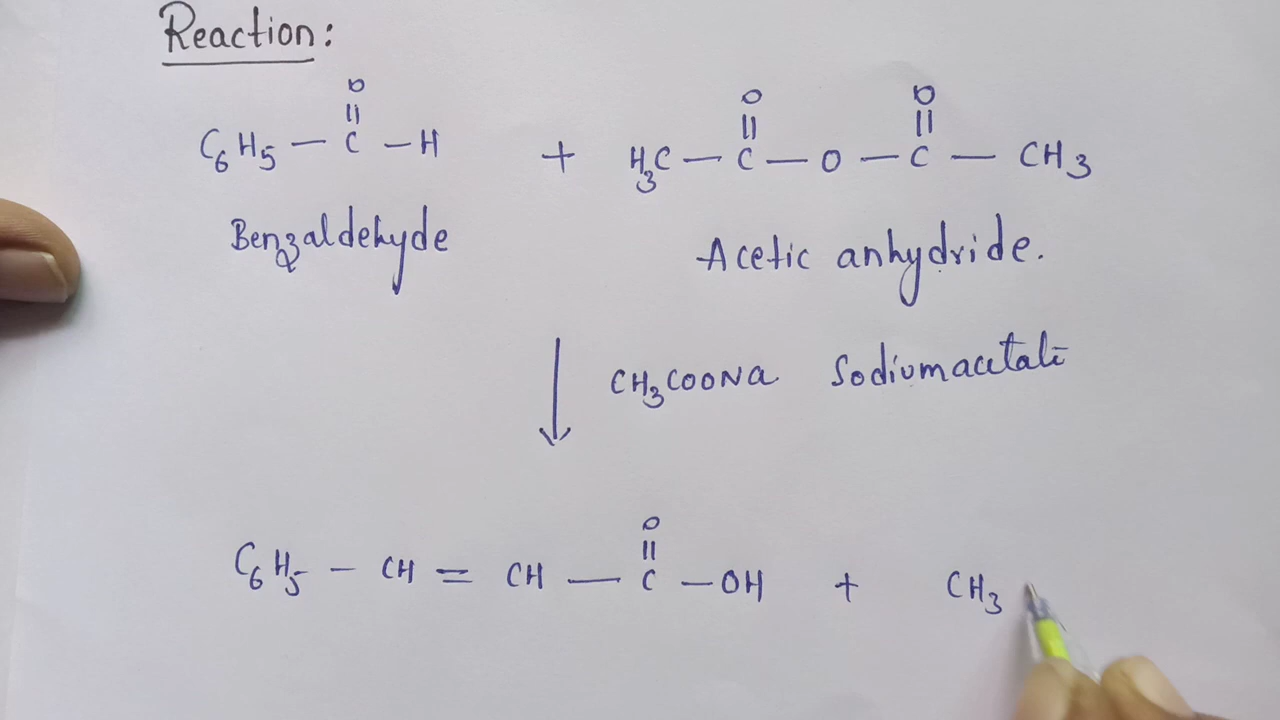 Reaction:
O O O
|| || ||
C6H5 — C — H + H3C — C — O — C — CH3
Benzaldehyde Acetic anhydride.
CH3COONa Sodiumacetate
O
||
C6H5 — CH = CH — C — OH + CH3